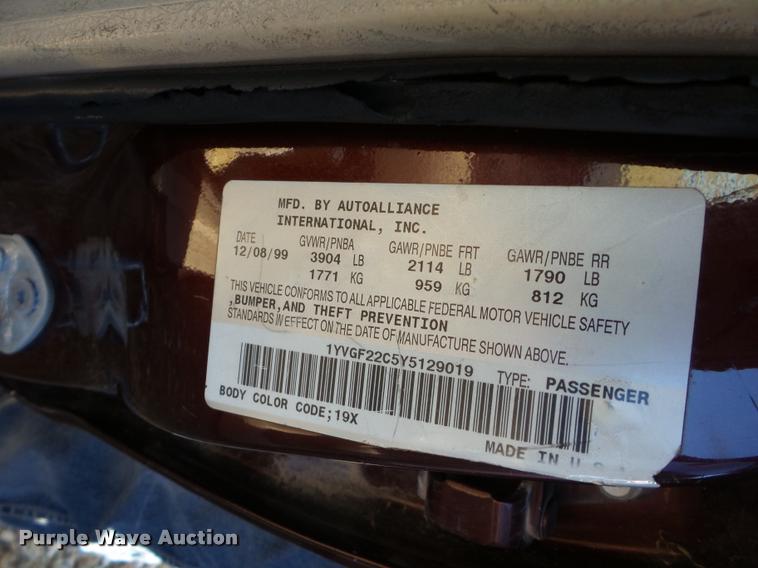 MFD. BY AUTOALLIANCE
INTERNATIONAL, INC.
DATE GVWR/PNBA GAWR/PNBE FRT GAWR/PNBE RR
12/08/99 3904 LB 2114 LB 1790 LB
1771 KG 959 KG 812 KG
THIS VEHICLE CONFORMS TO ALL APPLICABLE FEDERAL MOTOR VEHICLE SAFETY
,BUMPER,AND THEFT PREVENTION
STANDARDS IN EFFECT ON THE DATE OF MANUFACTURE SHOWN ABOVE.
1YVGF22C5Y5129019 TYPE: PASSENGER
BODY COLOR CODE;19X
MADE IN U.S.
Purple Wave Auction